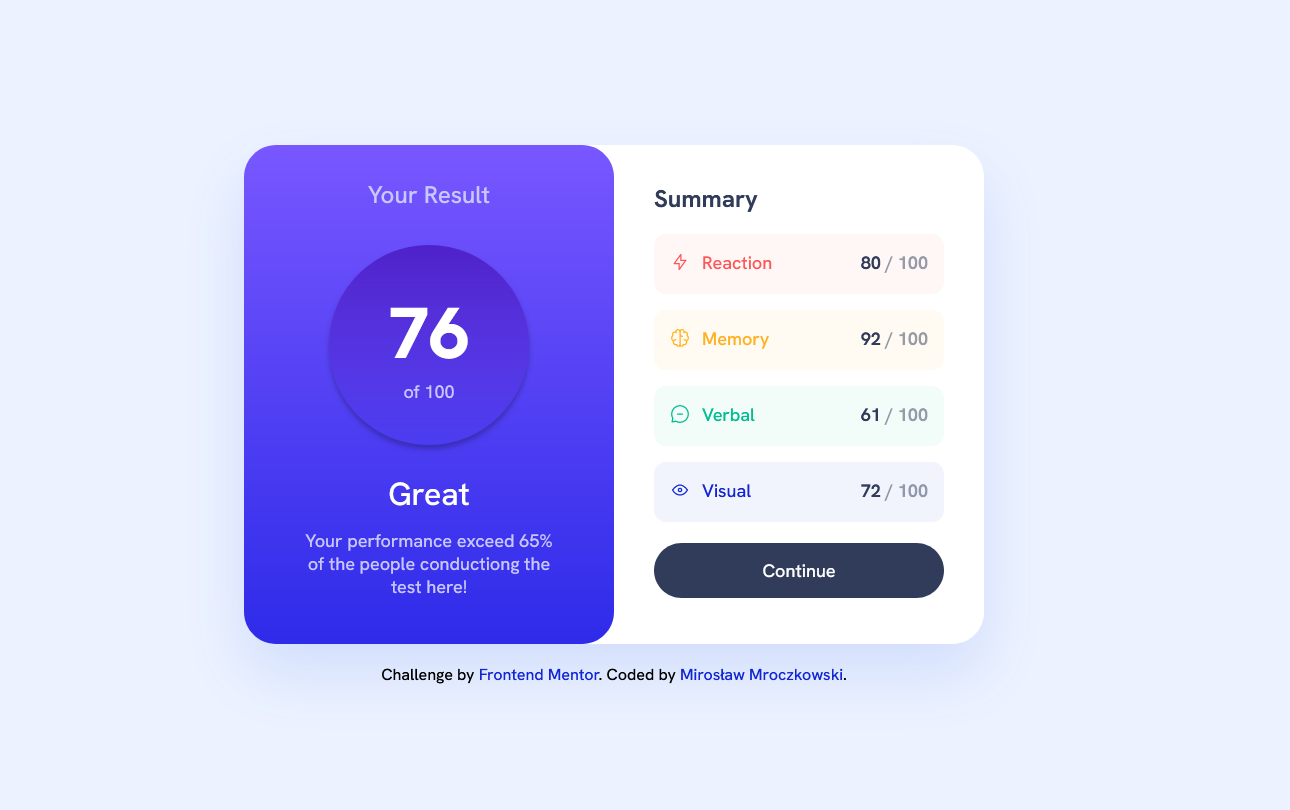 Your Result
76
of 100
Great
Your performance exceed 65%
of the people conductiong the
test here!
Summary
Reaction 80 / 100
Memory 92 / 100
Verbal 61 / 100
Visual 72 / 100
Continue
Challenge by Frontend Mentor. Coded by Mirosław Mroczkowski.